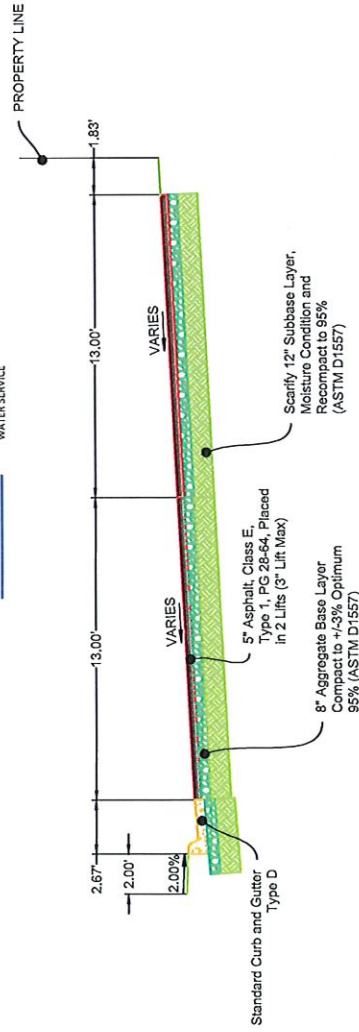 WATER SERVICE
PROPERTY LINE
2.67'
2.00'
2.00%
13.00'
13.00'
1.83'
VARIES
VARIES
Standard Curb and Gutter
Type D
8" Aggregate Base Layer
Compact to +/-3% Optimum
95% (ASTM D1557)
5" Asphalt, Class E,
Type 1, PG 28-64, Placed
in 2 Lifts (3" Lift Max)
Scarify 12" Subbase Layer,
Moisture Condition and
Recompact to 95%
(ASTM D1557)